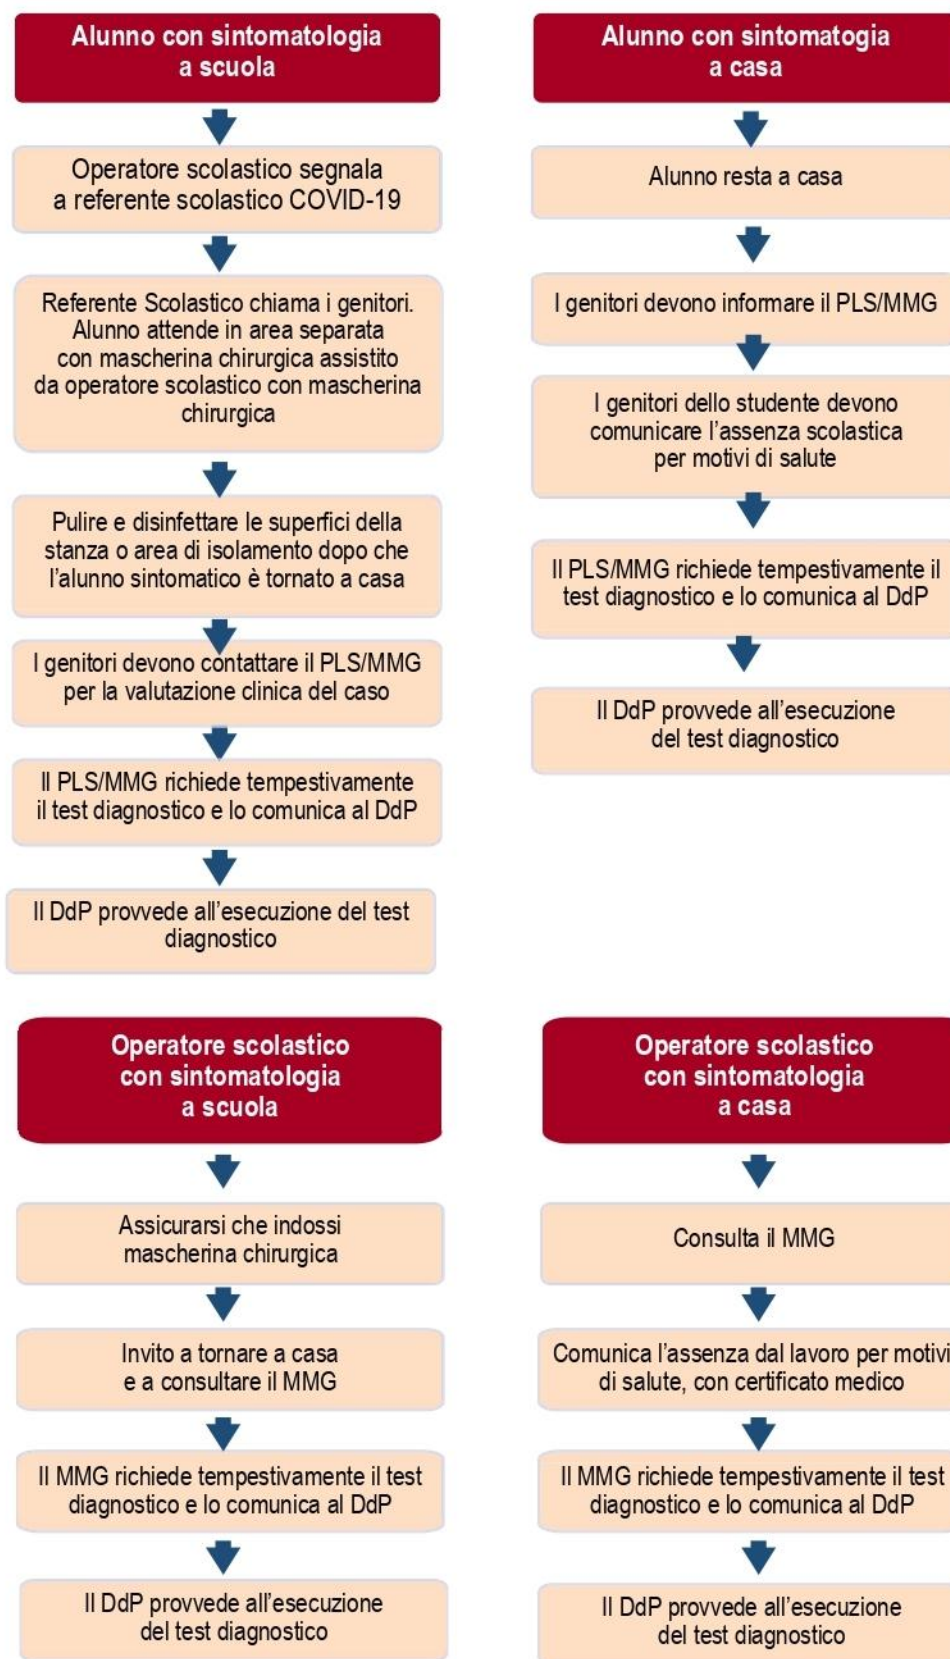 Alunno con sintomatologia
a scuola
Operatore scolastico segnala
a referente scolastico COVID-19
Referente Scolastico chiama i genitori.
Alunno attende in area separata
con mascherina chirurgica assistito
da operatore scolastico con mascherina
chirurgica
Pulire e disinfettare le superfici della
stanza o area di isolamento dopo che
l'alunno sintomatico è tornato a casa
I genitori devono contattare il PLS/MMG
per la valutazione clinica del caso
Il PLS/MMG richiede tempestivamente
il test diagnostico e lo comunica al DdP
Il DdP provvede all'esecuzione del test
diagnostico
Alunno con sintomatogia
a casa
Alunno resta a casa
I genitori devono informare il PLS/MMG
I genitori dello studente devono
comunicare l'assenza scolastica
per motivi di salute
Il PLS/MMG richiede tempestivamente il
test diagnostico e lo comunica al DdP
Il DdP provvede all'esecuzione
del test diagnostico
Operatore scolastico
con sintomatologia
a scuola
Assicurarsi che indossi
mascherina chirurgica
Invito a tornare a casa
e a consultare il MMG
Il MMG richiede tempestivamente il test
diagnostico e lo comunica al DdP
Il DdP provvede all'esecuzione
del test diagnostico
Operatore scolastico
con sintomatologia
a casa
Consulta il MMG
Comunica l'assenza dal lavoro per motivi
di salute, con certificato medico
Il MMG richiede tempestivamente il test
diagnostico e lo comunica al DdP
Il DdP provvede all'esecuzione
del test diagnostico